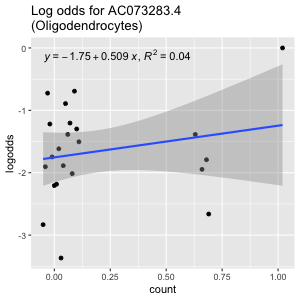 Log odds for AC073283.4
(Oligodendrocytes)
y = −1.75 + 0.509 x, R² = 0.04
0
-1
-2
-3
logodds
0.00 0.25 0.50 0.75 1.00
count